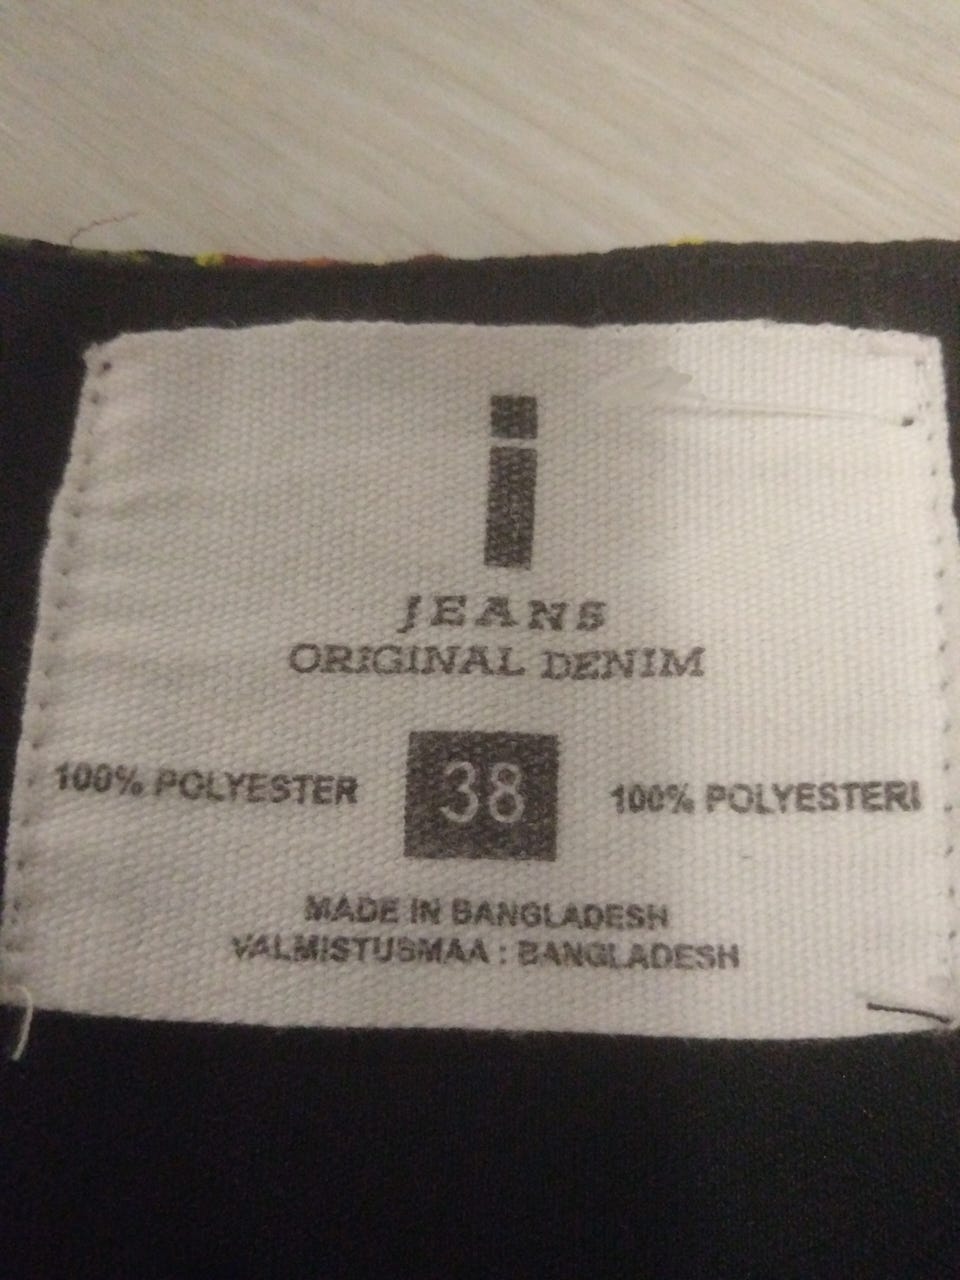 i
JEANS
ORIGINAL DENIM
100% POLYESTER 38 100% POLYESTERI
MADE IN BANGLADESH
VALMISTUSMAA : BANGLADESH